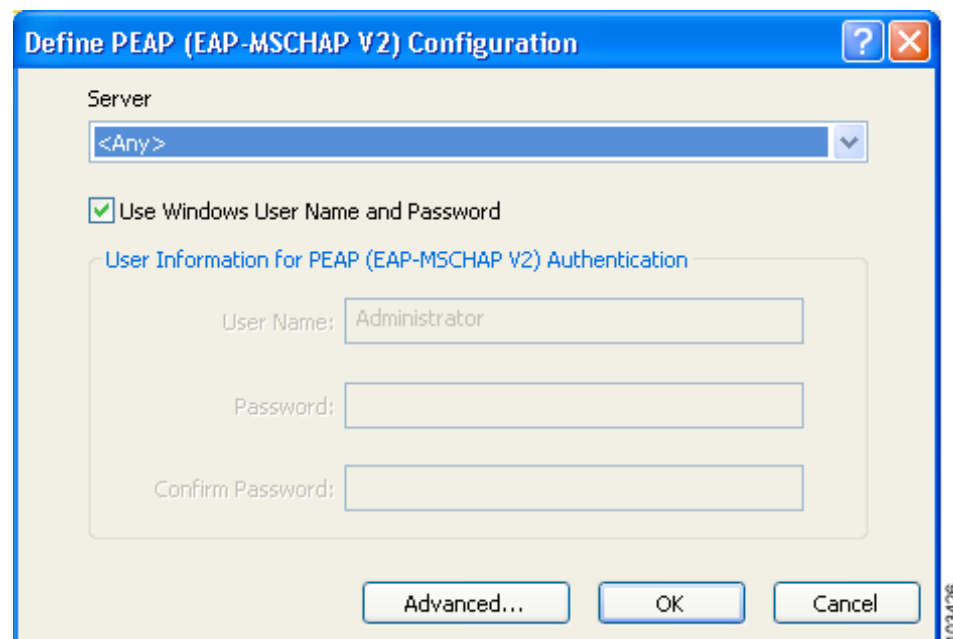 Define PEAP (EAP-MSCHAP V2) Configuration
Server
<Any>
Use Windows User Name and Password
User Information for PEAP (EAP-MSCHAP V2) Authentication
User Name: Administrator
Password:
Confirm Password:
Advanced... OK Cancel
103426